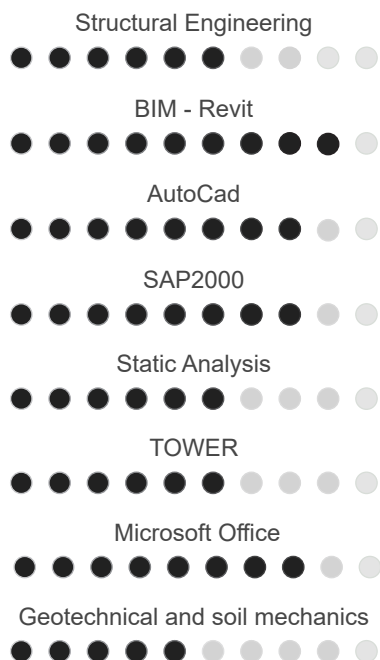 Structural Engineering
BIM - Revit
AutoCad
SAP2000
Static Analysis
TOWER
Microsoft Office
Geotechnical and soil mechanics